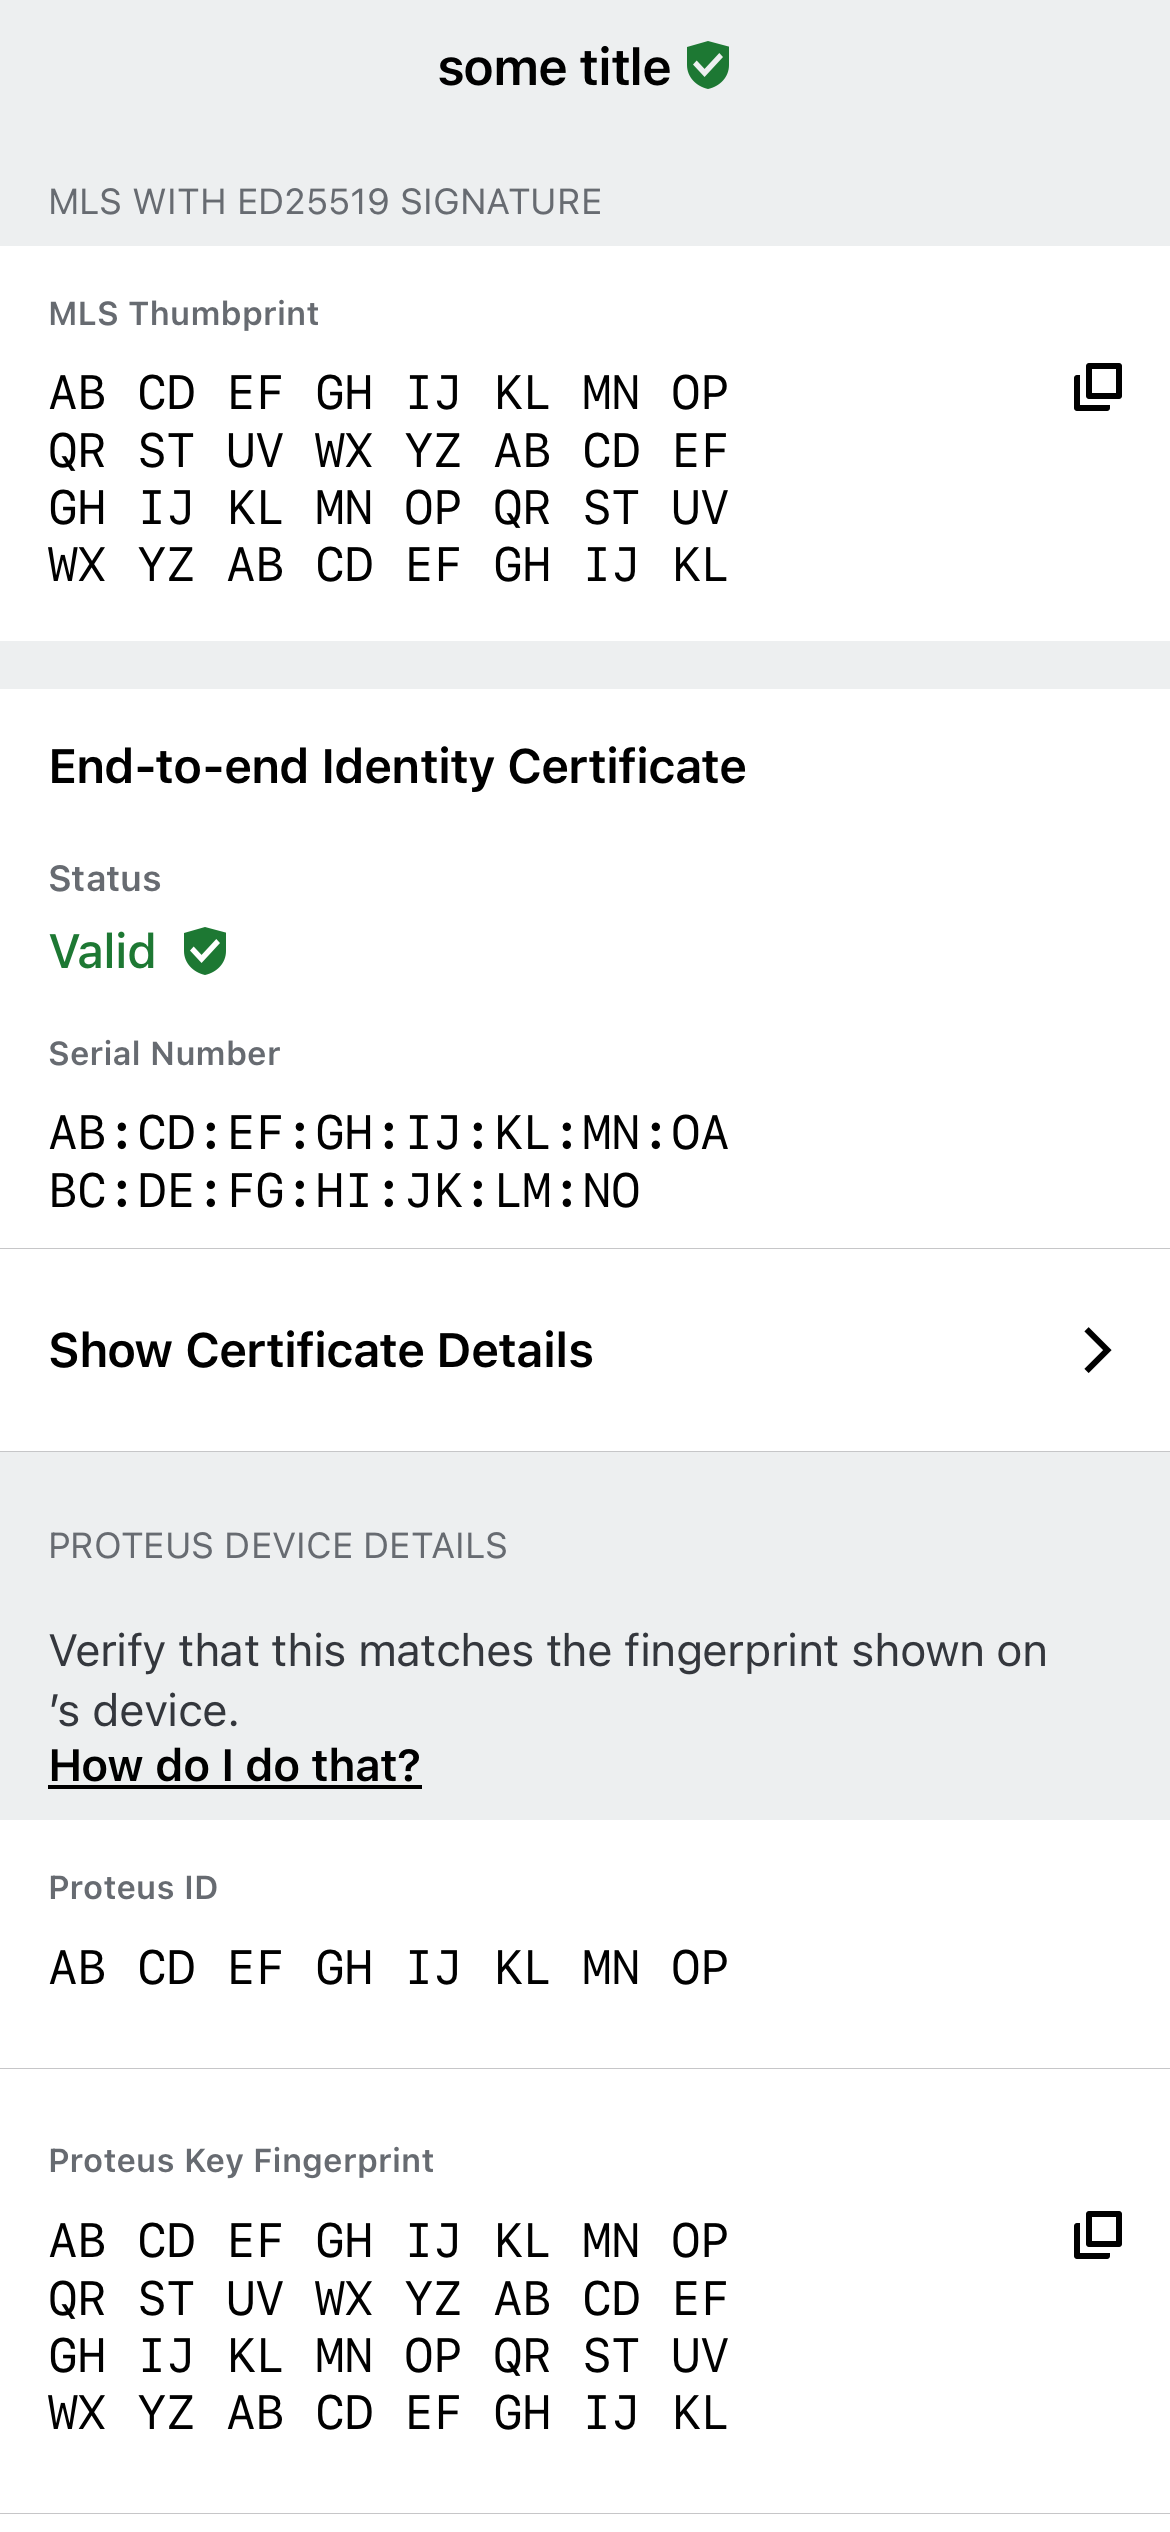 some title
MLS WITH ED25519 SIGNATURE
MLS Thumbprint
AB CD EF GH IJ KL MN OP
QR ST UV WX YZ AB CD EF
GH IJ KL MN OP QR ST UV
WX YZ AB CD EF GH IJ KL
End-to-end Identity Certificate
Status
Valid
Serial Number
AB:CD:EF:GH:IJ:KL:MN:OA
BC:DE:FG:HI:JK:LM:NO
Show Certificate Details
PROTEUS DEVICE DETAILS
Verify that this matches the fingerprint shown on
’s device.
How do I do that?
Proteus ID
AB CD EF GH IJ KL MN OP
Proteus Key Fingerprint
AB CD EF GH IJ KL MN OP
QR ST UV WX YZ AB CD EF
GH IJ KL MN OP QR ST UV
WX YZ AB CD EF GH IJ KL